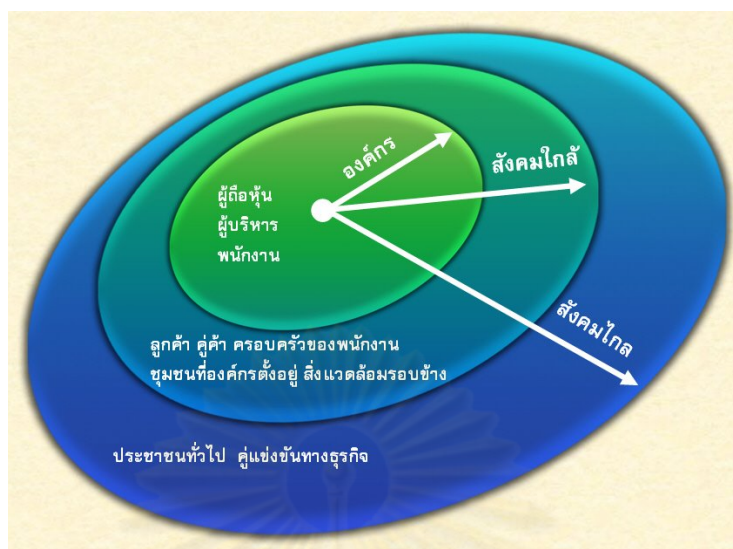 องค์กร
สังคมใกล้
ผู้ถือหุ้น
ผู้บริหาร
พนักงาน
สังคมไกล
ลูกค้า คู่ค้า ครอบครัวของพนักงาน
ชุมชนที่องค์กรตั้งอยู่ สิ่งแวดล้อมรอบข้าง
ประชาชนทั่วไป คู่แข่งขันทางธุรกิจ